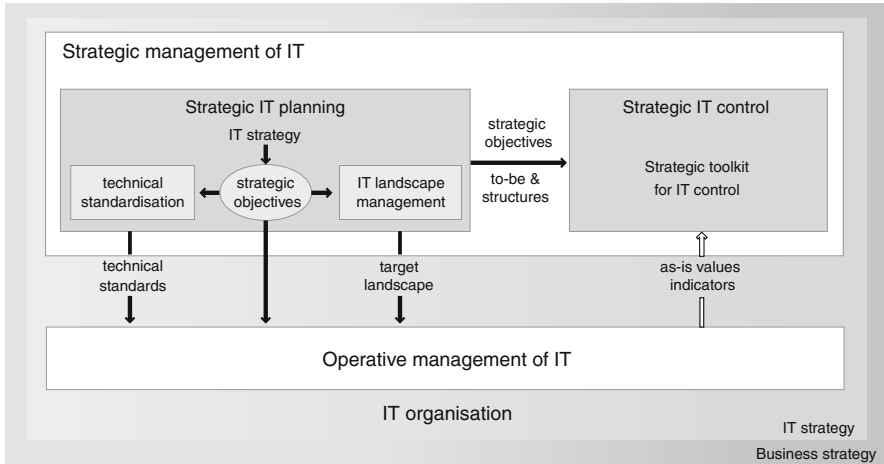 Strategic management of IT
Strategic IT planning
IT strategy
technical
standardisation
strategic
objectives
IT landscape
management
strategic
objectives
to-be &
structures
Strategic IT control
Strategic toolkit
for IT control
technical
standards
target
landscape
as-is values
indicators
Operative management of IT
IT organisation
IT strategy
Business strategy